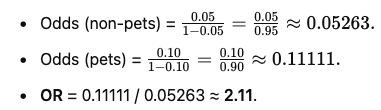 • Odds (non-pets) = 0.05/1−0.05 = 0.05/0.95 ≈ 0.05263.
• Odds (pets) = 0.10/1−0.10 = 0.10/0.90 ≈ 0.11111.
• OR = 0.11111 / 0.05263 ≈ 2.11.